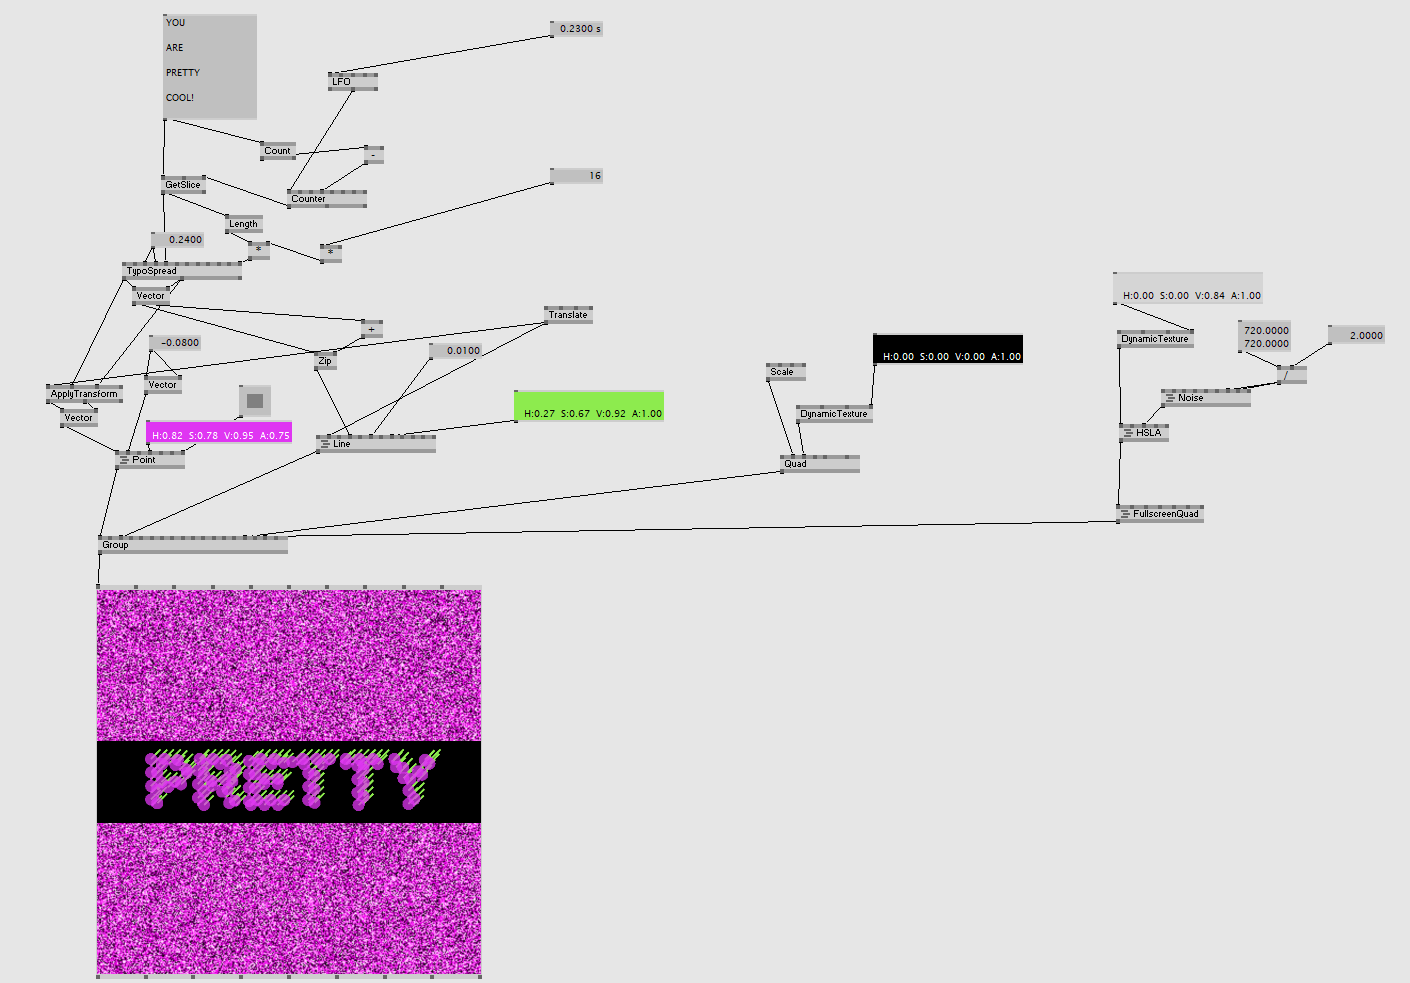 YOU
ARE
PRETTY
COOL!
0.2300 s
LFO
Count
-
GetSlice
16
Counter
Length
0.2400
*
*
TypoSpread
Vector
H:0.00 S:0.00 V:0.84 A:1.00
Translate
+
DynamicTexture
720.0000
720.0000
2.0000
-0.0800
0.0100
H:0.00 S:0.00 V:0.00 A:1.00
Zip
Scale
/
Vector
ApplyTransform
Noise
Vector
H:0.27 S:0.67 V:0.92 A:1.00
DynamicTexture
H:0.82 S:0.78 V:0.95 A:0.75
HSLA
Line
Point
Quad
FullscreenQuad
Group
PRETTY